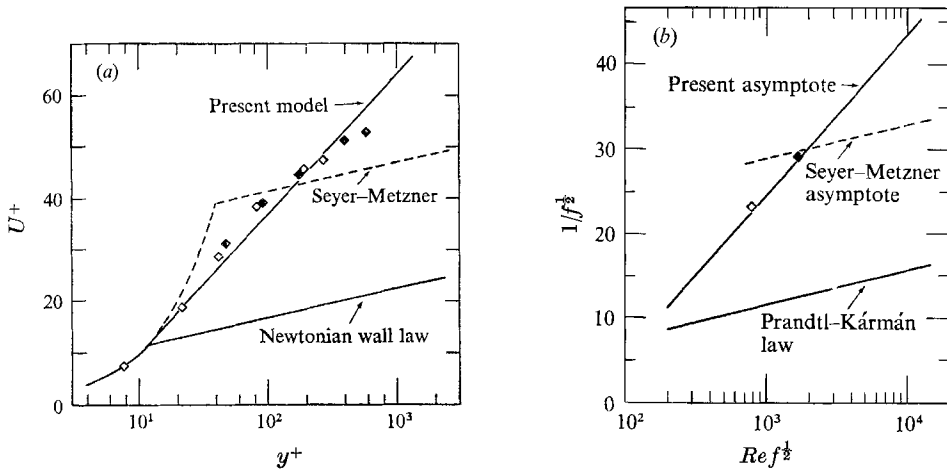 (a)
60
40
20
0
U+
Present model
Seyer–Metzner
Newtonian wall law
10¹
10²
10³
y+
(b)
40
30
20
10
0
1/f^½
Present asymptote
Seyer–Metzner
asymptote
Prandtl–Kármán
law
10²
10³
10⁴
Re f^½